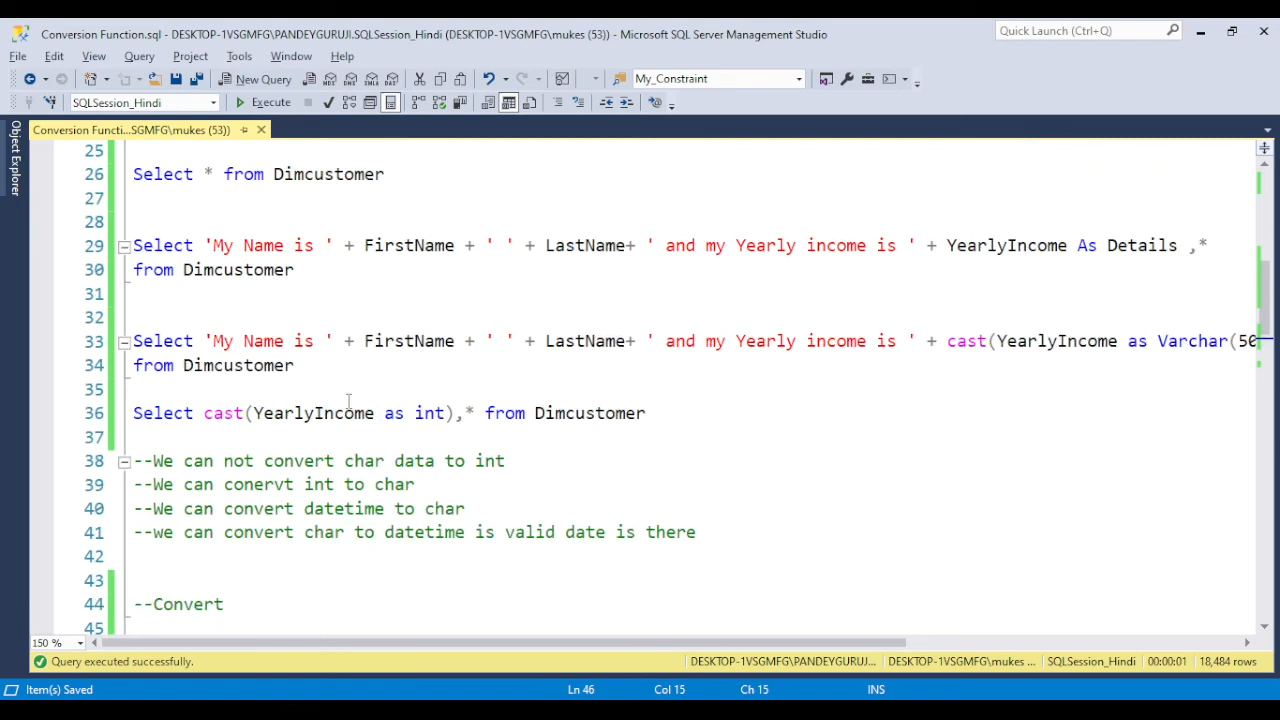 Conversion Function.sql - DESKTOP-1VSGMFG\PANDEYGURUJI.SQLSession_Hindi (DESKTOP-1VSGMFG\mukes (53)) - Microsoft SQL Server Management Studio
Quick Launch (Ctrl+Q)
File Edit View Query Project Tools Window Help
New Query My_Constraint
SQLSession_Hindi Execute
Object Explorer
Conversion Functi...SGMFG\mukes (53))
25
26 Select * from Dimcustomer
27
28
29 Select 'My Name is ' + FirstName + ' ' + LastName+ ' and my Yearly income is ' + YearlyIncome As Details ,*
30 from Dimcustomer
31
32
33 Select 'My Name is ' + FirstName + ' ' + LastName+ ' and my Yearly income is ' + cast(YearlyIncome as Varchar(50
34 from Dimcustomer
35
36 Select cast(YearlyIncome as int),* from Dimcustomer
37
38 --We can not convert char data to int
39 --We can conervt int to char
40 --We can convert datetime to char
41 --we can convert char to datetime is valid date is there
42
43
44 --Convert
45
150 %
Query executed successfully. DESKTOP-1VSGMFG\PANDEYGURUJI... DESKTOP-1VSGMFG\mukes ... SQLSession_Hindi 00:00:01 18,484 rows
Item(s) Saved Ln 46 Col 15 Ch 15 INS